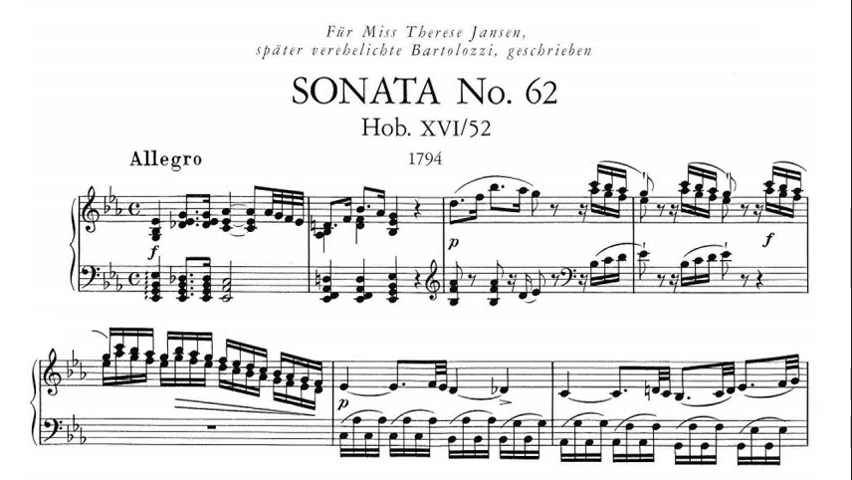 Für Miss Therese Jansen,
später verehelichte Bartolozzi, geschrieben
SONATA No. 62
Hob. XVI/52
Allegro
1794
f
p
f
p